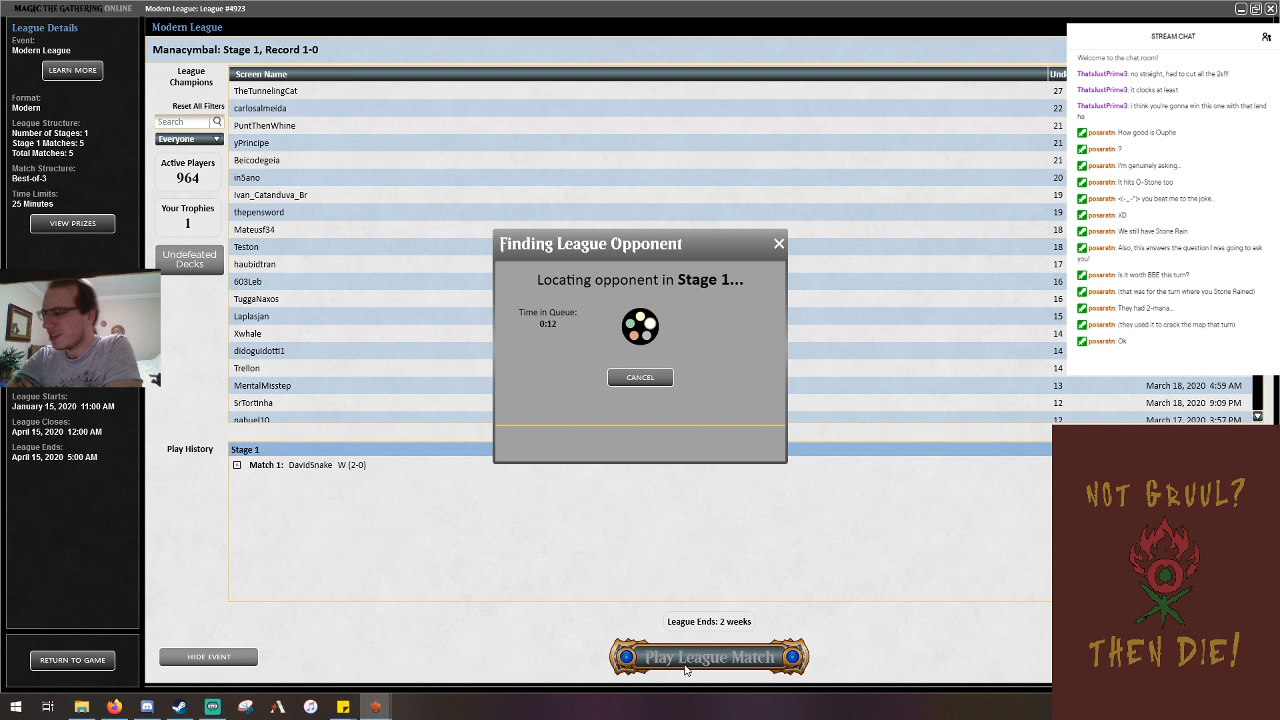 MAGIC THE GATHERING ONLINE
Modern League: League #4923
League Details
Event:
Modern League
LEARN MORE
Format:
Modern
League Structure:
Number of Stages: 1
Stage 1 Matches: 5
Total Matches: 5
Match Structure:
Best-of-3
Time Limits:
25 Minutes
VIEW PRIZES
League Starts:
January 15, 2020 11:00 AM
League Closes:
April 15, 2020 12:00 AM
League Ends:
April 15, 2020 5:00 AM
RETURN TO GAME
Modern League
Manacymbal: Stage 1, Record 1-0
League
Champions
Reset All Filters
Search
Everyone
Active Players
964
Your Trophies
1
Undefeated
Decks
Screen Name
TheTunnelingCat 27
carlosalmeida 22
PuntThenWhine 21
yPrincipe 21
Beicodegeia 21
in5ano 20
Ivan_Catanduva_Br 19
thepensword 19
Mateusf34 18
Teston 18
haubidtran 17
603Leb 16
TuggaNaxos 16
Laplasjan 15
Xwhale 14
didoguidotti1 14
Trellon 14
MentalMisstep 13 March 18, 2020 4:59 AM
SrTortinha 12 March 18, 2020 9:09 PM
nahuel10 12 March 17, 2020 3:57 PM
Finding League Opponent
Locating opponent in Stage 1...
Time in Queue:
0:12
CANCEL
Play History
Stage 1
Match 1: DavidSnake W (2-0)
League Ends: 2 weeks
HIDE EVENT
Play League Match
STREAM CHAT
Welcome to the chat room!
ThatsJustPrime3: no straight, had to cut all the 2s!!!
ThatsJustPrime3: it clocks at least
ThatsJustPrime3: i think you're gonna win this one with that land
ha
posaratn: How good is Ouphe
posaratn: ?
posaratn: I'm genuinely asking...
posaratn: It hits O-Stone too
posaratn: <(-_-")> you beat me to the joke..
posaratn: XD
posaratn: We still have Stone Rain
posaratn: Also, this answers the question I was going to ask
you!
posaratn: Is it worth BBE this turn?
posaratn: (that was for the turn where you Stone Rained)
posaratn: They had 2-mana...
posaratn: (they used it to crack the map that turn)
posaratn: Ok
NOT GRUUL?
THEN DIE!